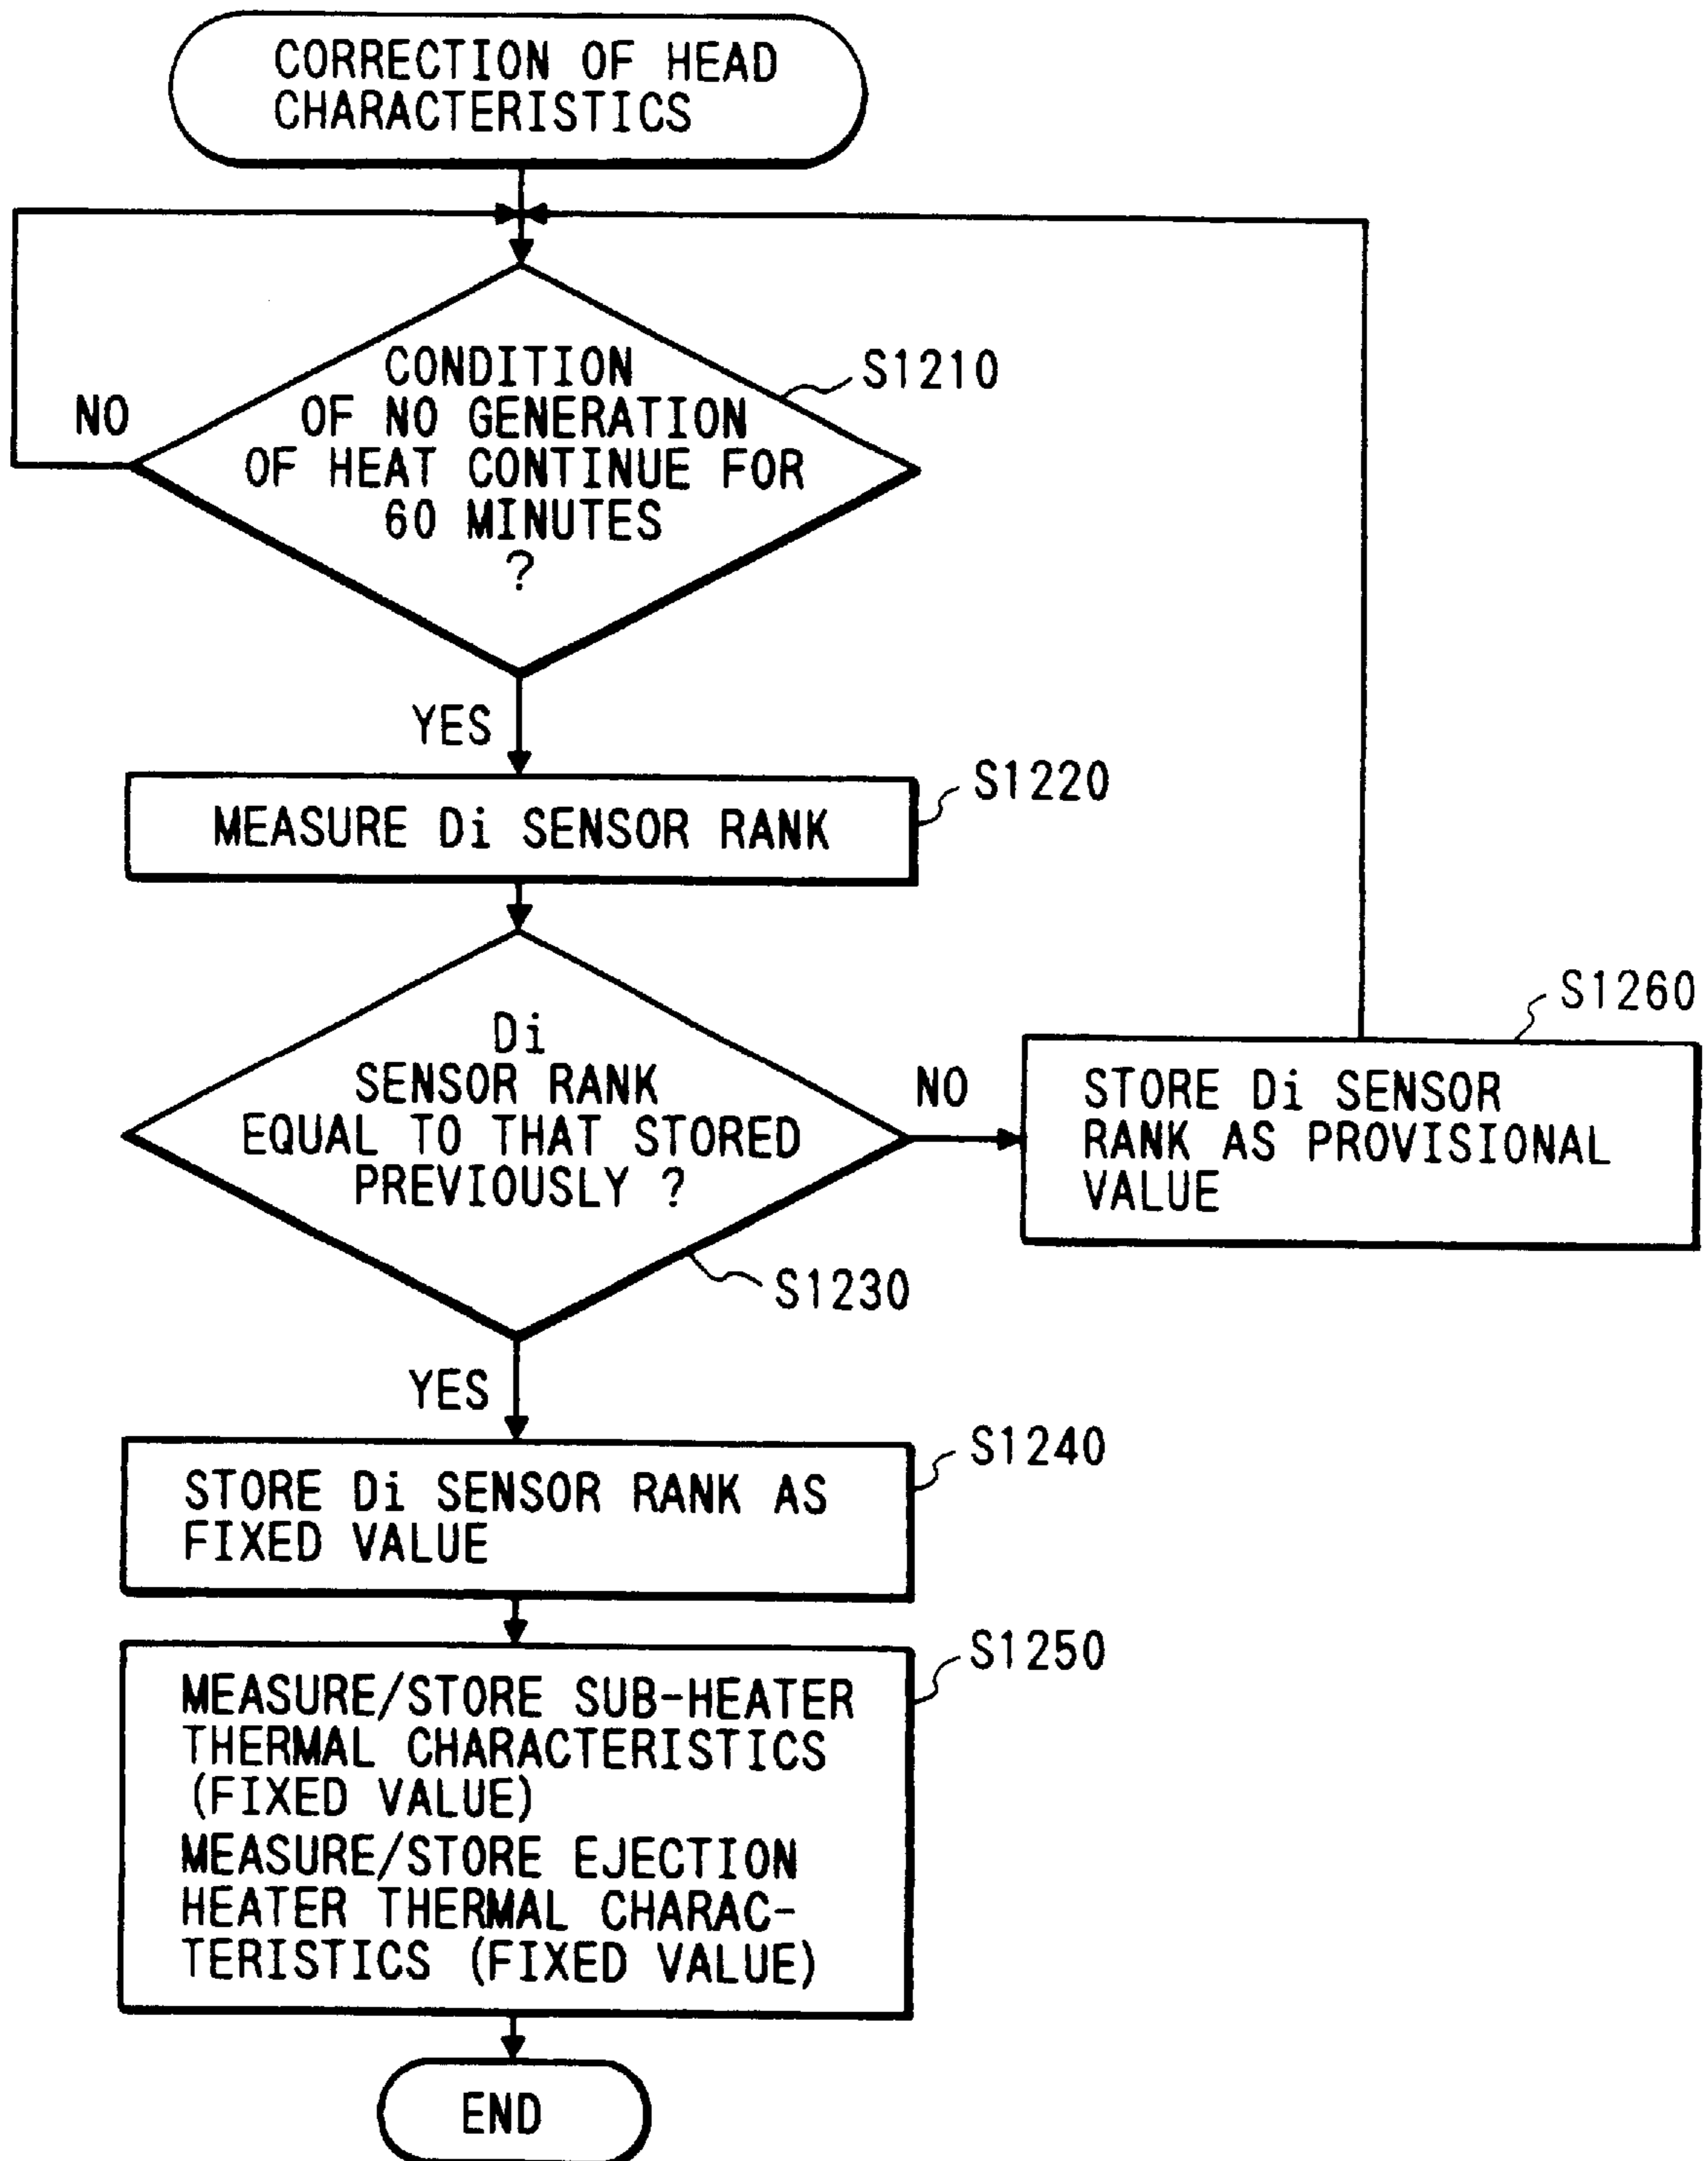 CORRECTION OF HEAD
CHARACTERISTICS
CONDITION
OF NO GENERATION
OF HEAT CONTINUE FOR
60 MINUTES
?
S1210
NO
YES
MEASURE Di SENSOR RANK
S1220
Di
SENSOR RANK
EQUAL TO THAT STORED
PREVIOUSLY ?
S1230
NO
STORE Di SENSOR
RANK AS PROVISIONAL
VALUE
S1260
YES
STORE Di SENSOR RANK AS
FIXED VALUE
S1240
MEASURE/STORE SUB-HEATER
THERMAL CHARACTERISTICS
(FIXED VALUE)
MEASURE/STORE EJECTION
HEATER THERMAL CHARAC-
TERISTICS (FIXED VALUE)
S1250
END